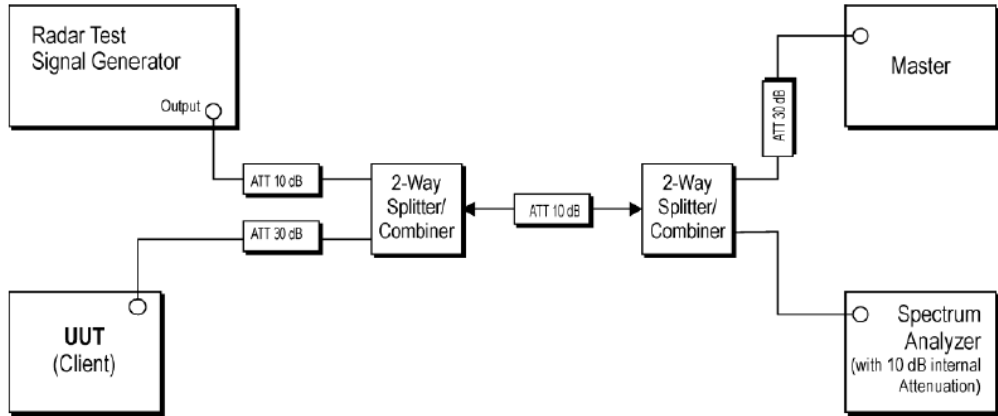 Radar Test
Signal Generator
Output
ATT 10 dB
ATT 30 dB
2-Way
Splitter/
Combiner
ATT 10 dB
2-Way
Splitter/
Combiner
ATT 30 dB
Master
UUT
(Client)
Spectrum
Analyzer
(with 10 dB internal
Attenuation)